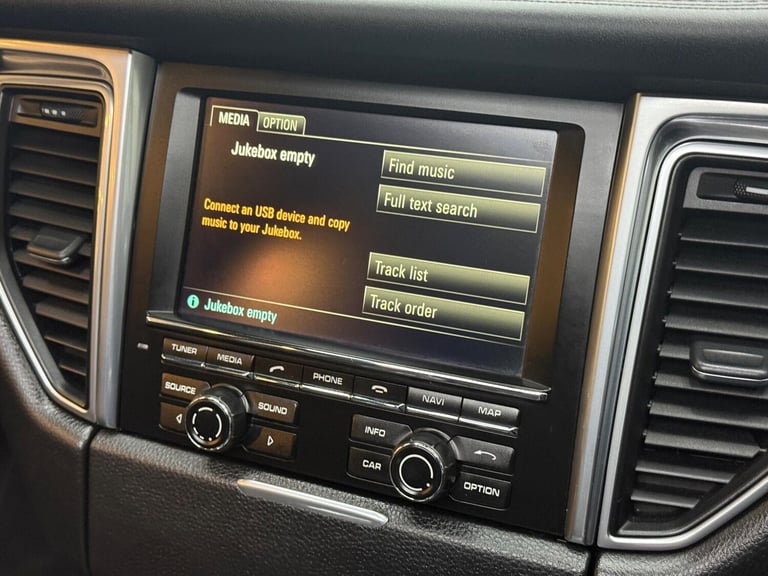 MEDIA OPTION
Jukebox empty
Find music
Full text search
Connect an USB device and copy
music to your Jukebox.
Track list
Track order
Jukebox empty
TUNER MEDIA PHONE NAVI MAP
SOURCE SOUND INFO
CAR OPTION